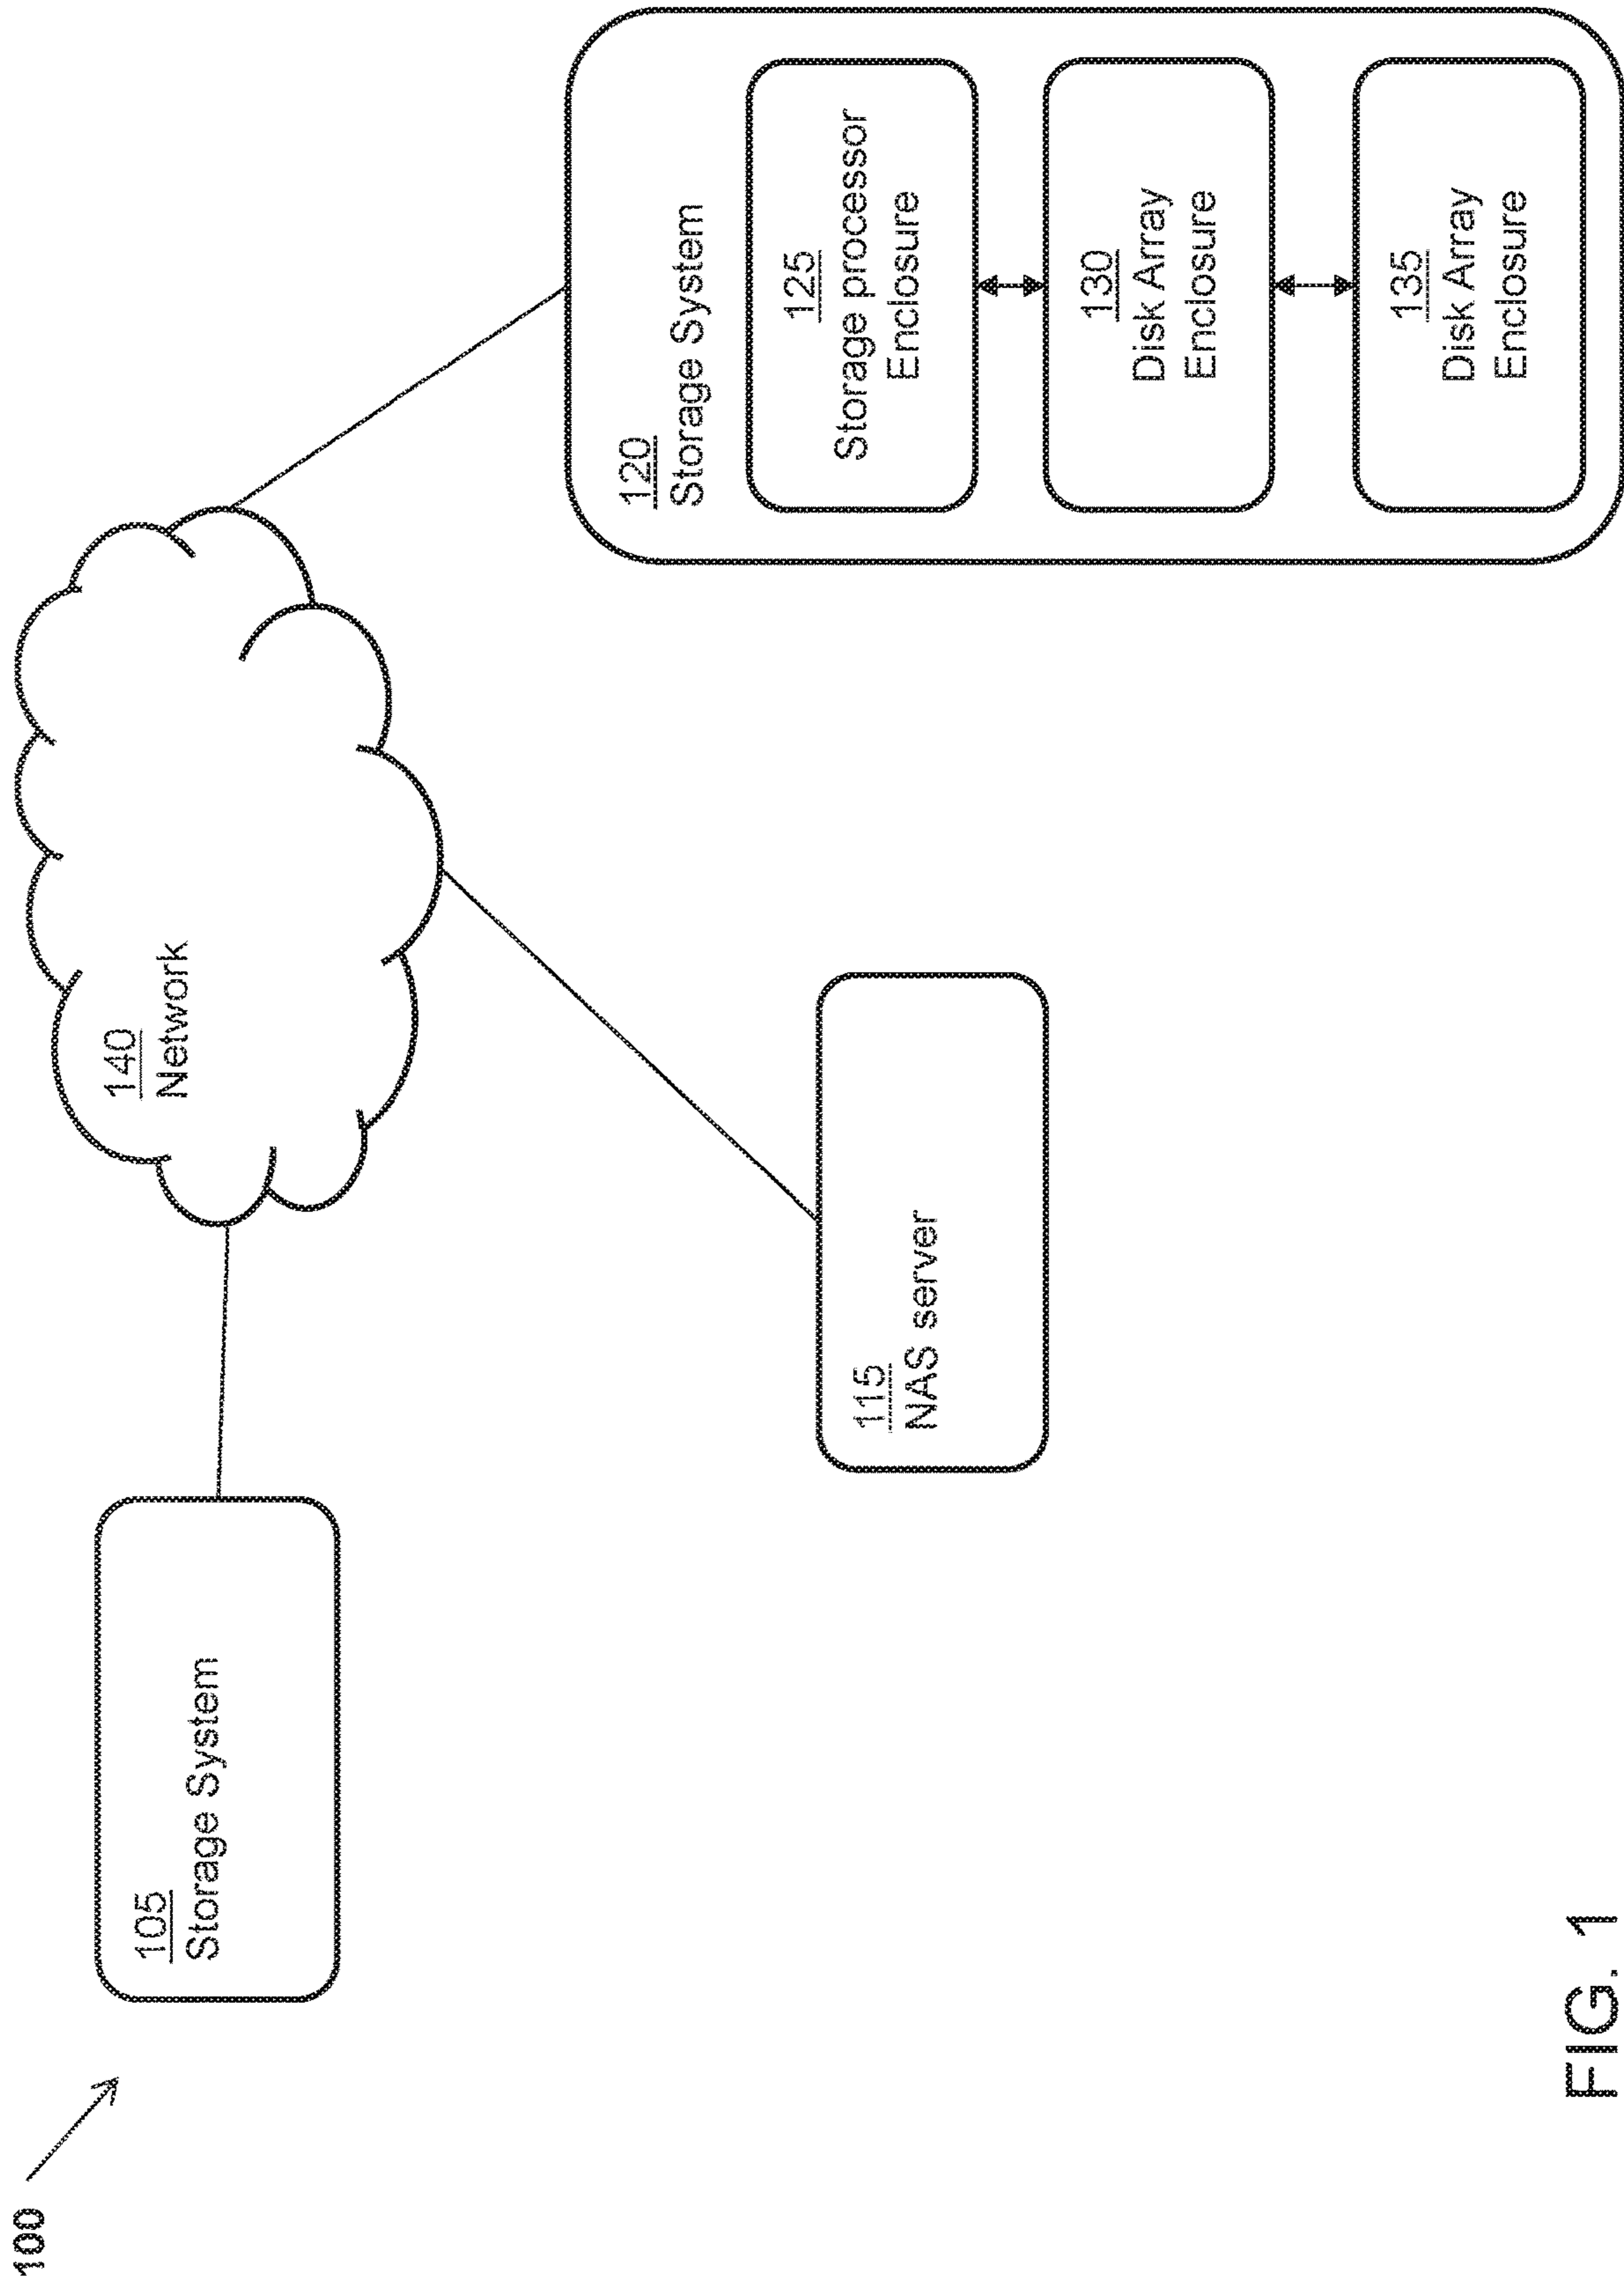 100
105
Storage System
140
Network
115
NAS server
120
Storage System
125
Storage processor
Enclosure
130
Disk Array
Enclosure
135
Disk Array
Enclosure
FIG. 1